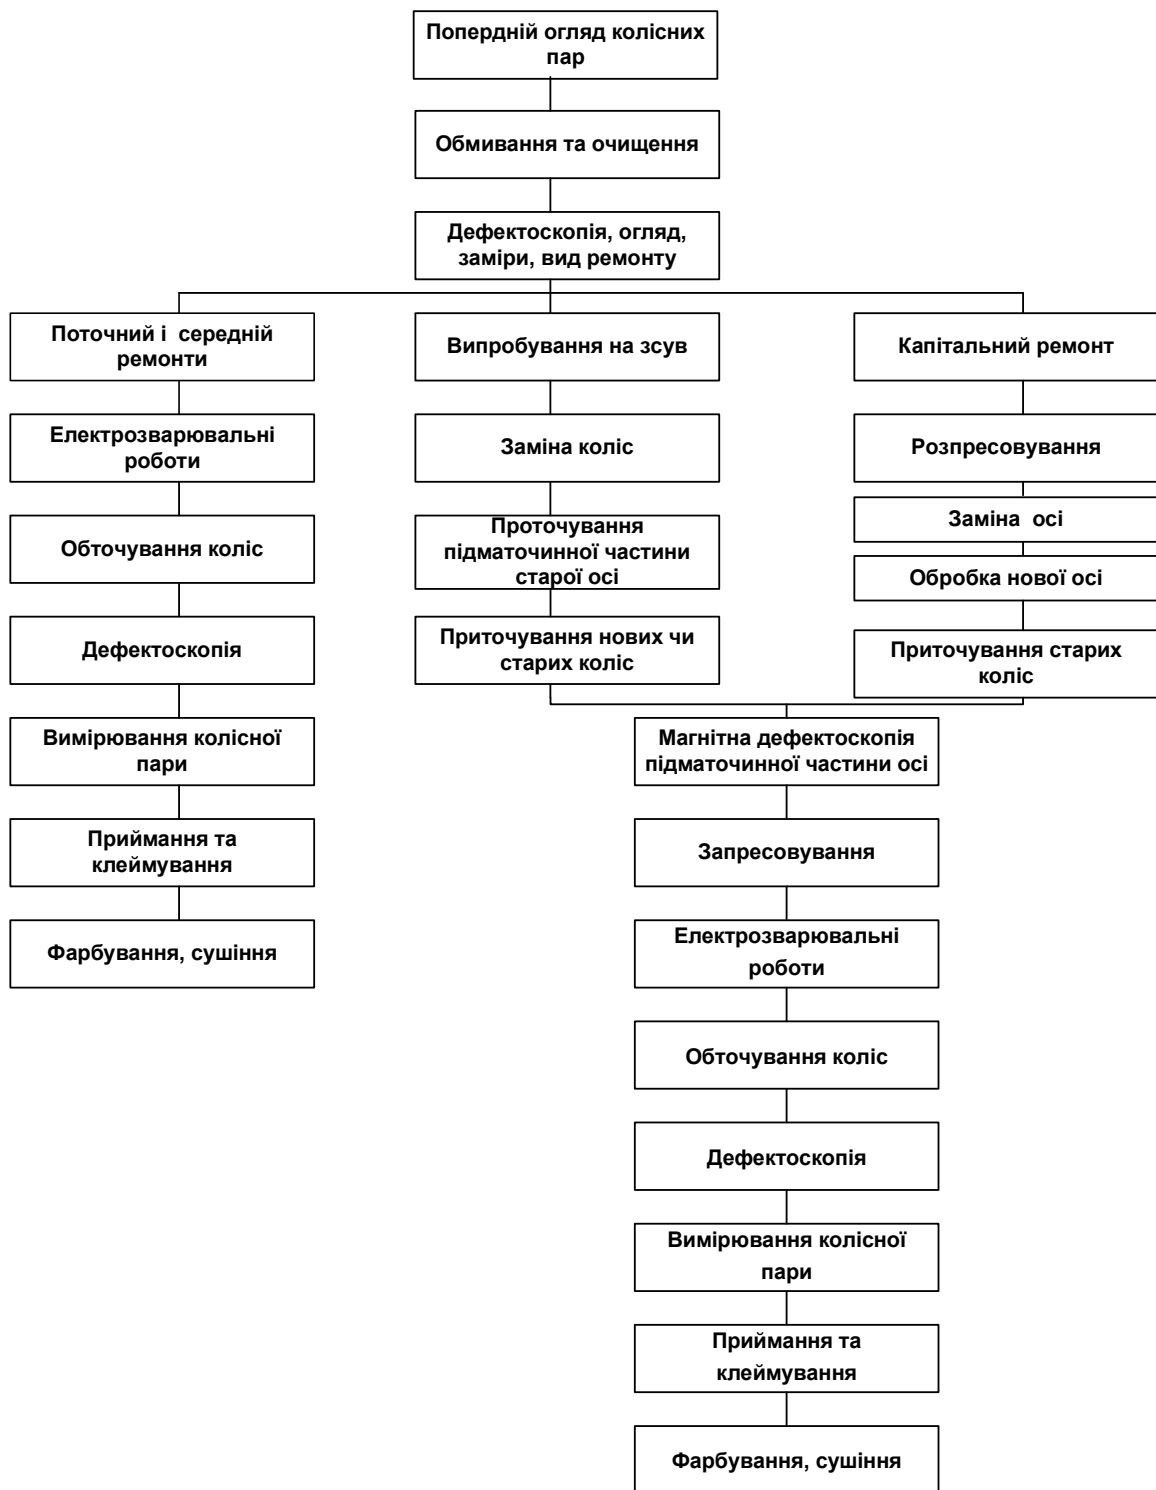 Попердній огляд колісних
пар
Обмивання та очищення
Дефектоскопія, огляд,
заміри, вид ремонту
Поточний і середній
ремонти
Електрозварювальні
роботи
Обточування коліс
Дефектоскопія
Вимірювання колісної
пари
Приймання та
клеймування
Фарбування, сушіння
Випробування на зсув
Заміна коліс
Проточування
підматочинної частини
старої осі
Приточування нових чи
старих коліс
Капітальний ремонт
Розпресовування
Заміна осі
Обробка нової осі
Приточування старих
коліс
Магнітна дефектоскопія
підматочинної частини осі
Запресовування
Електрозварювальні
роботи
Обточування коліс
Дефектоскопія
Вимірювання колісної
пари
Приймання та
клеймування
Фарбування, сушіння